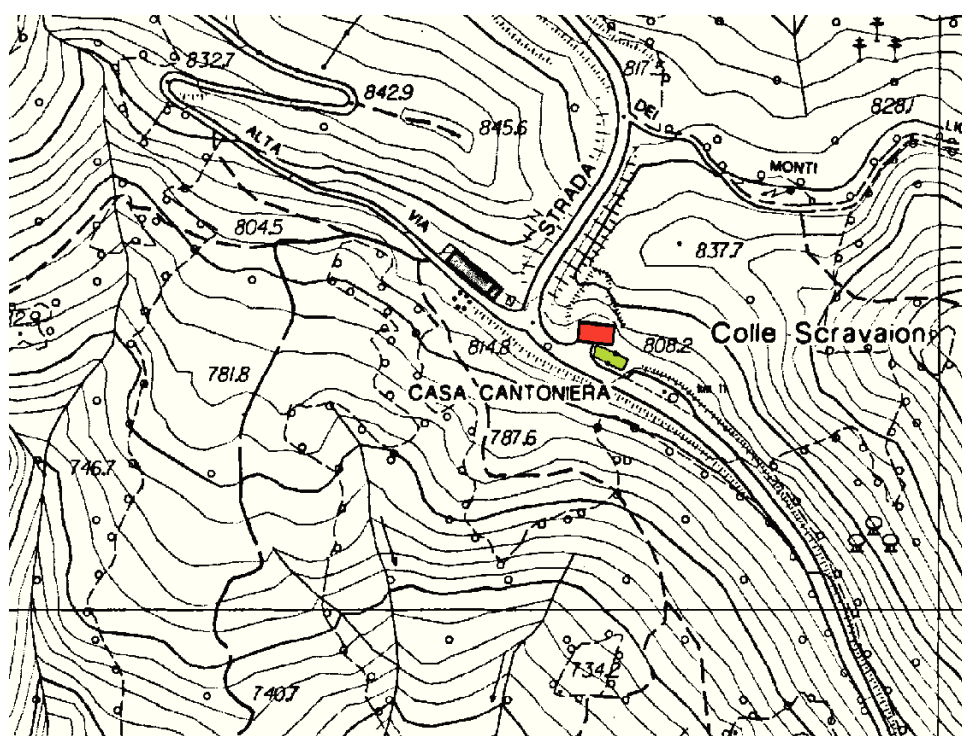 832.7
842.9
845.6
817
828.1
ALTA
VIA
DEI
MONTI
STRADA
804.5
837.7
814.8
808.2
Colle Scravaion
781.8
CASA CANTONIERA
787.6
746.7
734.2
740.7